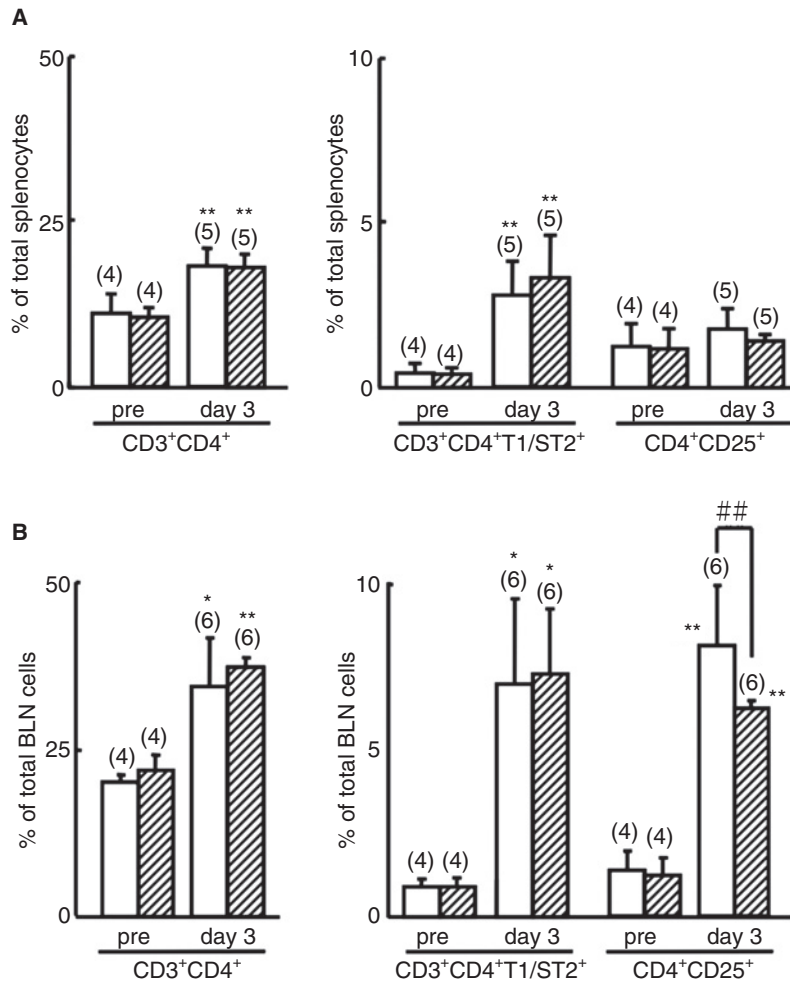 A
50
25
0
% of total splenocytes
(4)
(4)
**
(5)
**
(5)
pre
day 3
CD3⁺CD4⁺
10
5
0
% of total splenocytes
(4)
(4)
**
(5)
**
(5)
(4)
(4)
(5)
(5)
pre
day 3
pre
day 3
CD3⁺CD4⁺T1/ST2⁺
CD4⁺CD25⁺
B
50
25
0
% of total BLN cells
(4)
(4)
*
(6)
**
(6)
pre
day 3
CD3⁺CD4⁺
10
5
0
% of total BLN cells
(4)
(4)
*
(6)
*
(6)
(4)
(4)
##
(6)
**
(6)
**
pre
day 3
pre
day 3
CD3⁺CD4⁺T1/ST2⁺
CD4⁺CD25⁺